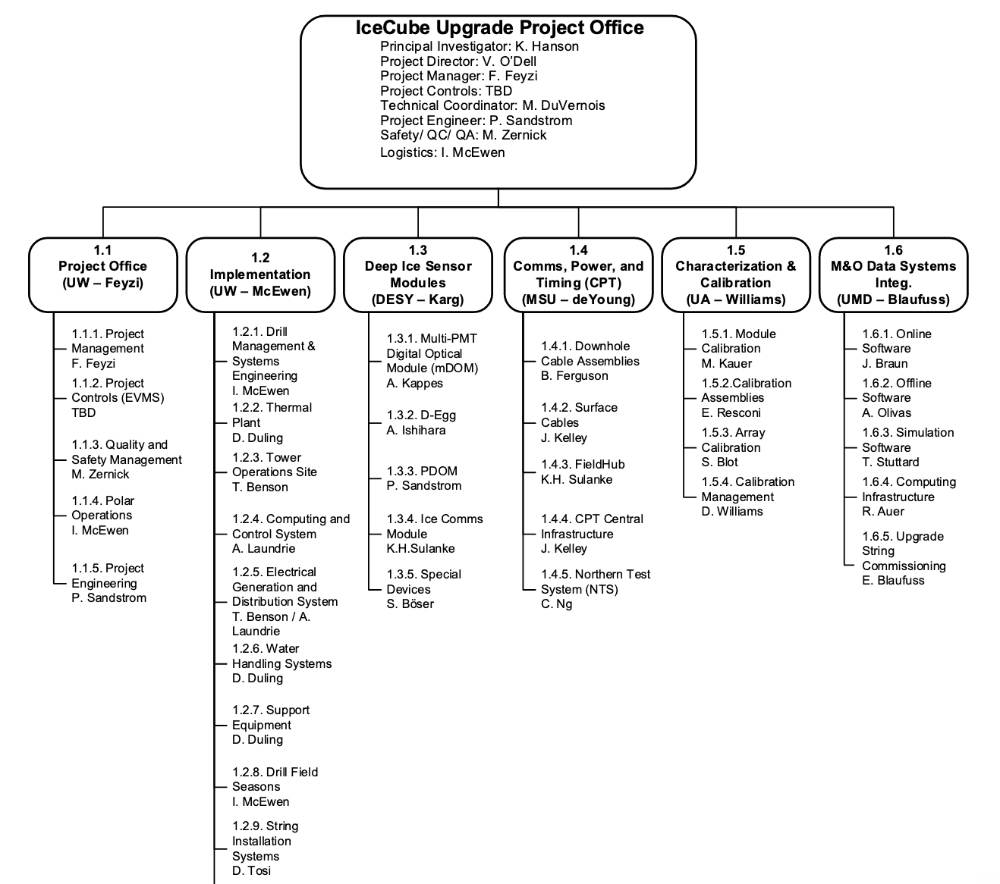 IceCube Upgrade Project Office
Principal Investigator: K. Hanson
Project Director: V. O’Dell
Project Manager: F. Feyzi
Project Controls: TBD
Technical Coordinator: M. DuVernois
Project Engineer: P. Sandstrom
Safety/ QC/ QA: M. Zernick
Logistics: I. McEwen
1.1
Project Office
(UW – Feyzi)
1.1.1. Project
Management
F. Feyzi
1.1.2. Project
Controls (EVMS)
TBD
1.1.3. Quality and
Safety Management
M. Zernick
1.1.4. Polar
Operations
I. McEwen
1.1.5. Project
Engineering
P. Sandstrom
1.2
Implementation
(UW – McEwen)
1.2.1. Drill
Management &
Systems
Engineering
I. McEwen
1.2.2. Thermal
Plant
D. Duling
1.2.3. Tower
Operations Site
T. Benson
1.2.4. Computing and
Control System
A. Laundrie
1.2.5. Electrical
Generation and
Distribution System
T. Benson / A.
Laundrie
1.2.6. Water
Handling Systems
D. Duling
1.2.7. Support
Equipment
D. Duling
1.2.8. Drill Field
Seasons
I. McEwen
1.2.9. String
Installation
Systems
D. Tosi
1.3
Deep Ice Sensor
Modules
(DESY – Karg)
1.3.1. Multi-PMT
Digital Optical
Module (mDOM)
A. Kappes
1.3.2. D-Egg
A. Ishihara
1.3.3. PDOM
P. Sandstrom
1.3.4. Ice Comms
Module
K.H.Sulanke
1.3.5. Special
Devices
S. Böser
1.4
Comms, Power, and
Timing (CPT)
(MSU – deYoung)
1.4.1. Downhole
Cable Assemblies
B. Ferguson
1.4.2. Surface
Cables
J. Kelley
1.4.3. FieldHub
K.H. Sulanke
1.4.4. CPT Central
Infrastructure
J. Kelley
1.4.5. Northern Test
System (NTS)
C. Ng
1.5
Characterization &
Calibration
(UA – Williams)
1.5.1. Module
Calibration
M. Kauer
1.5.2.Calibration
Assemblies
E. Resconi
1.5.3. Array
Calibration
S. Blot
1.5.4. Calibration
Management
D. Williams
1.6
M&O Data Systems
Integ.
(UMD – Blaufuss)
1.6.1. Online
Software
J. Braun
1.6.2. Offline
Software
A. Olivas
1.6.3. Simulation
Software
T. Stuttard
1.6.4. Computing
Infrastructure
R. Auer
1.6.5. Upgrade
String
Commissioning
E. Blaufuss